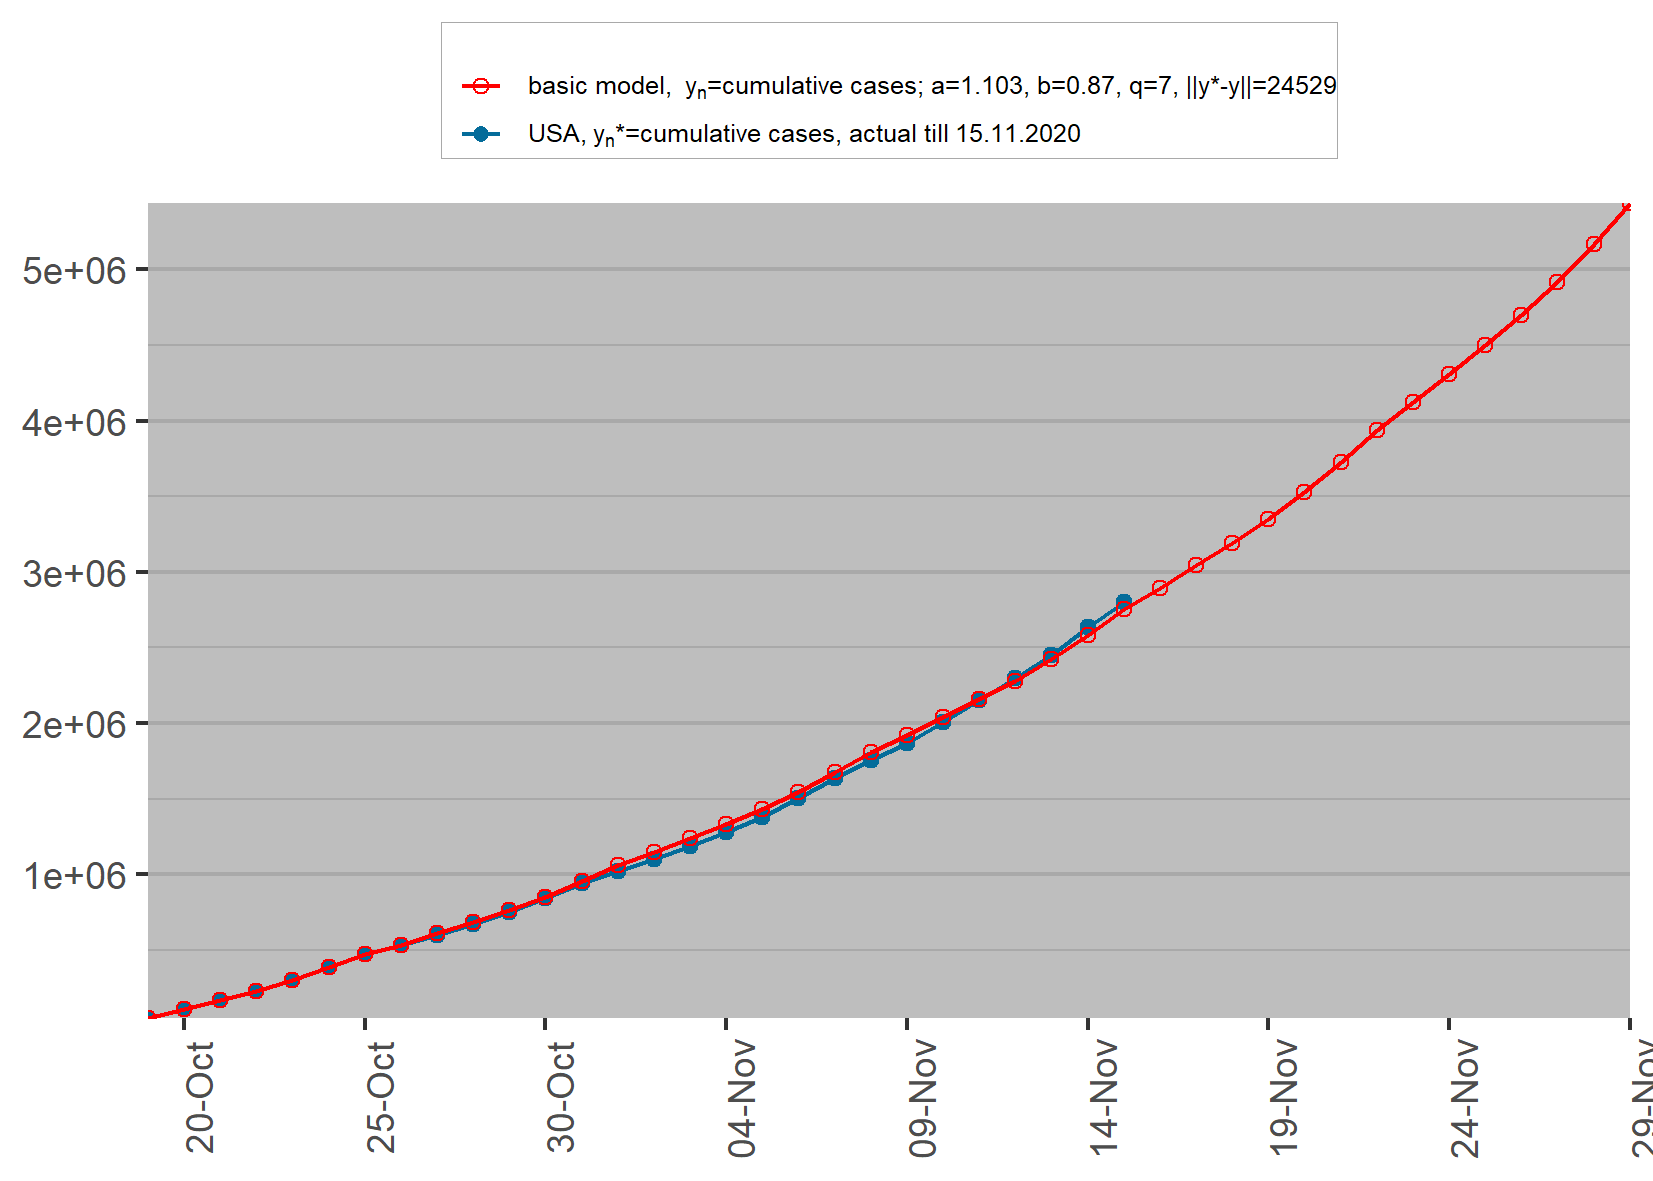 basic model, yₙ=cumulative cases; a=1.103, b=0.87, q=7, ||y*-y||=24529
USA, yₙ*=cumulative cases, actual till 15.11.2020
5e+06
4e+06
3e+06
2e+06
1e+06
20-Oct
25-Oct
30-Oct
04-Nov
09-Nov
14-Nov
19-Nov
24-Nov
29-Nov